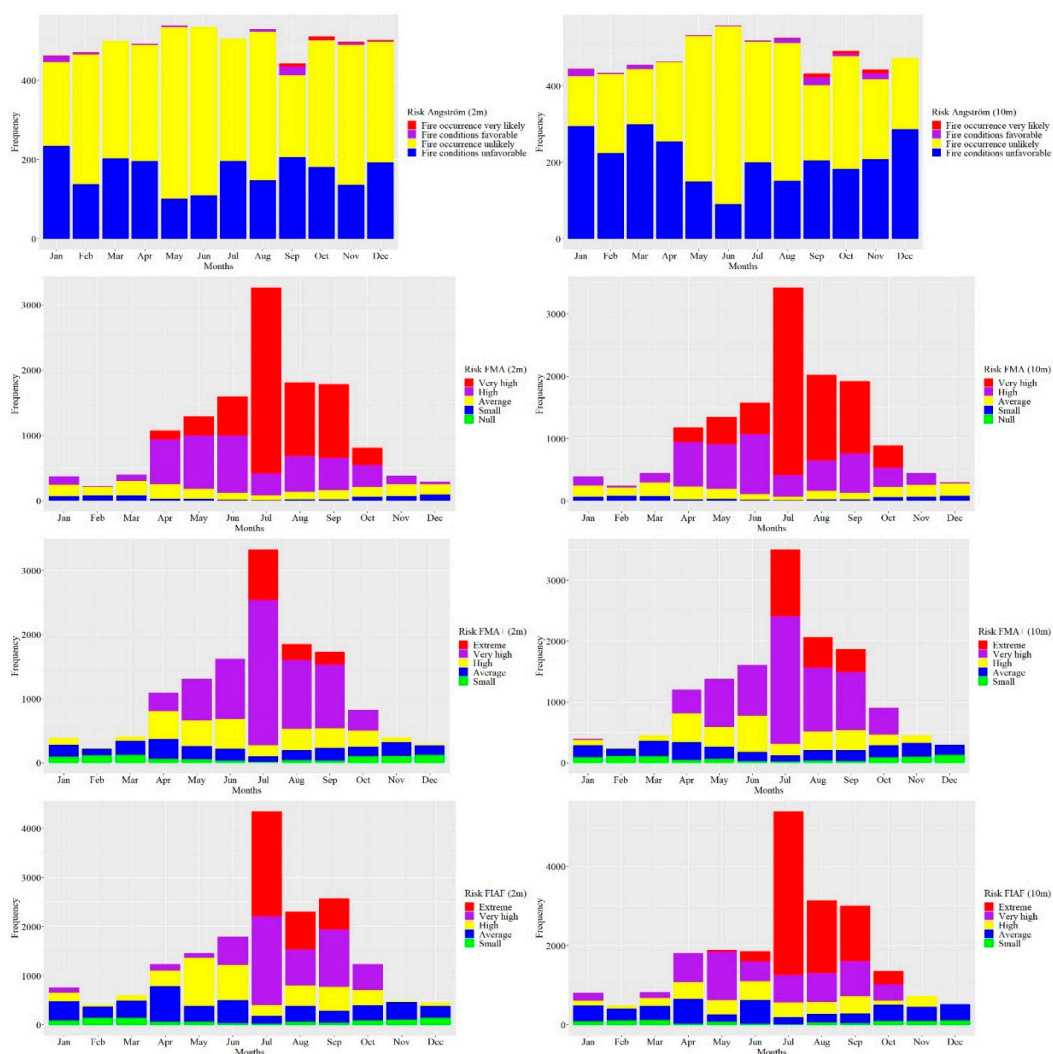 Frequency
400
200
0
Jan Feb Mar Apr May Jun Jul Aug Sep Oct Nov Dec
Months
Risk Angström (2m)
Fire occurrence very likely
Fire conditions favorable
Fire occurrence unlikely
Fire conditions unfavorable
Frequency
400
200
0
Jan Feb Mar Apr May Jun Jul Aug Sep Oct Nov Dec
Months
Risk Angström (10m)
Fire occurrence very likely
Fire conditions favorable
Fire occurrence unlikely
Fire conditions unfavorable
Frequency
3000
2000
1000
0
Jan Feb Mar Apr May Jun Jul Aug Sep Oct Nov Dec
Months
Risk FMA (2m)
Very high
High
Average
Small
Null
Frequency
3000
2000
1000
0
Jan Feb Mar Apr May Jun Jul Aug Sep Oct Nov Dec
Months
Risk FMA (10m)
Very high
High
Average
Small
Null
Frequency
3000
2000
1000
0
Jan Feb Mar Apr May Jun Jul Aug Sep Oct Nov Dec
Months
Risk FMA+ (2m)
Extreme
Very high
High
Average
Small
Frequency
3000
2000
1000
0
Jan Feb Mar Apr May Jun Jul Aug Sep Oct Nov Dec
Months
Risk FMA+ (10m)
Extreme
Very high
High
Average
Small
Frequency
4000
3000
2000
1000
0
Jan Feb Mar Apr May Jun Jul Aug Sep Oct Nov Dec
Months
Risk FIAF (2m)
Extreme
Very high
High
Average
Small
Frequency
4000
2000
0
Jan Feb Mar Apr May Jun Jul Aug Sep Oct Nov Dec
Months
Risk FIAF (10m)
Extreme
Very high
High
Average
Small